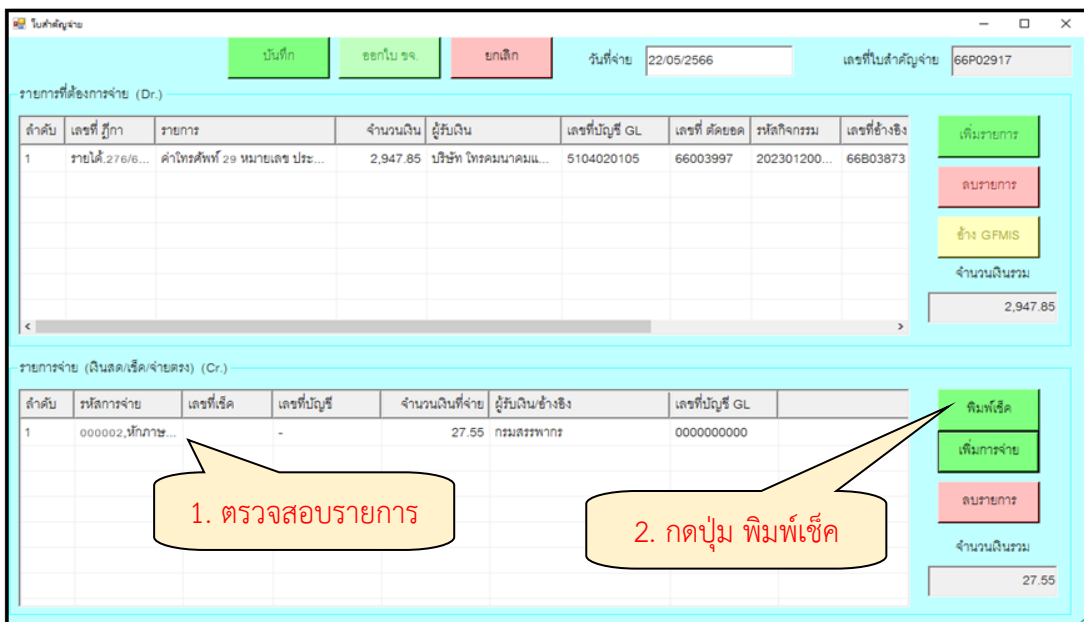 ใบสำคัญจ่าย
บันทึก ออกใบ ขจ. ยกเลิก วันที่จ่าย 22/05/2566 เลขที่ใบสำคัญจ่าย 66P02917
รายการที่ต้องการจ่าย (Dr.)
ลำดับ เลขที่ ฎีกา รายการ จำนวนเงิน ผู้รับเงิน เลขที่บัญชี GL เลขที่ ตัดยอด รหัสกิจกรรม เลขที่อ้างอิง เพิ่มรายการ
1 รายได้.276/6... ค่าโทรศัพท์ 29 หมายเลข ประ... 2,947.85 บริษัท โทรคมนาคมแ... 5104020105 66003997 202301200... 66B03873
ลบรายการ
อ้าง GFMIS
จำนวนเงินรวม
2,947.85
รายการจ่าย (เงินสด/เช็ค/จ่ายตรง) (Cr.)
ลำดับ รหัสการจ่าย เลขที่เช็ค เลขที่บัญชี จำนวนเงินที่จ่าย ผู้รับเงิน/อ้างอิง เลขที่บัญชี GL พิมพ์เช็ค
1 000002,หักภาษ... - 27.55 กรมสรรพากร 0000000000
เพิ่มการจ่าย
ลบรายการ
1. ตรวจสอบรายการ
2. กดปุ่ม พิมพ์เช็ค
จำนวนเงินรวม
27.55